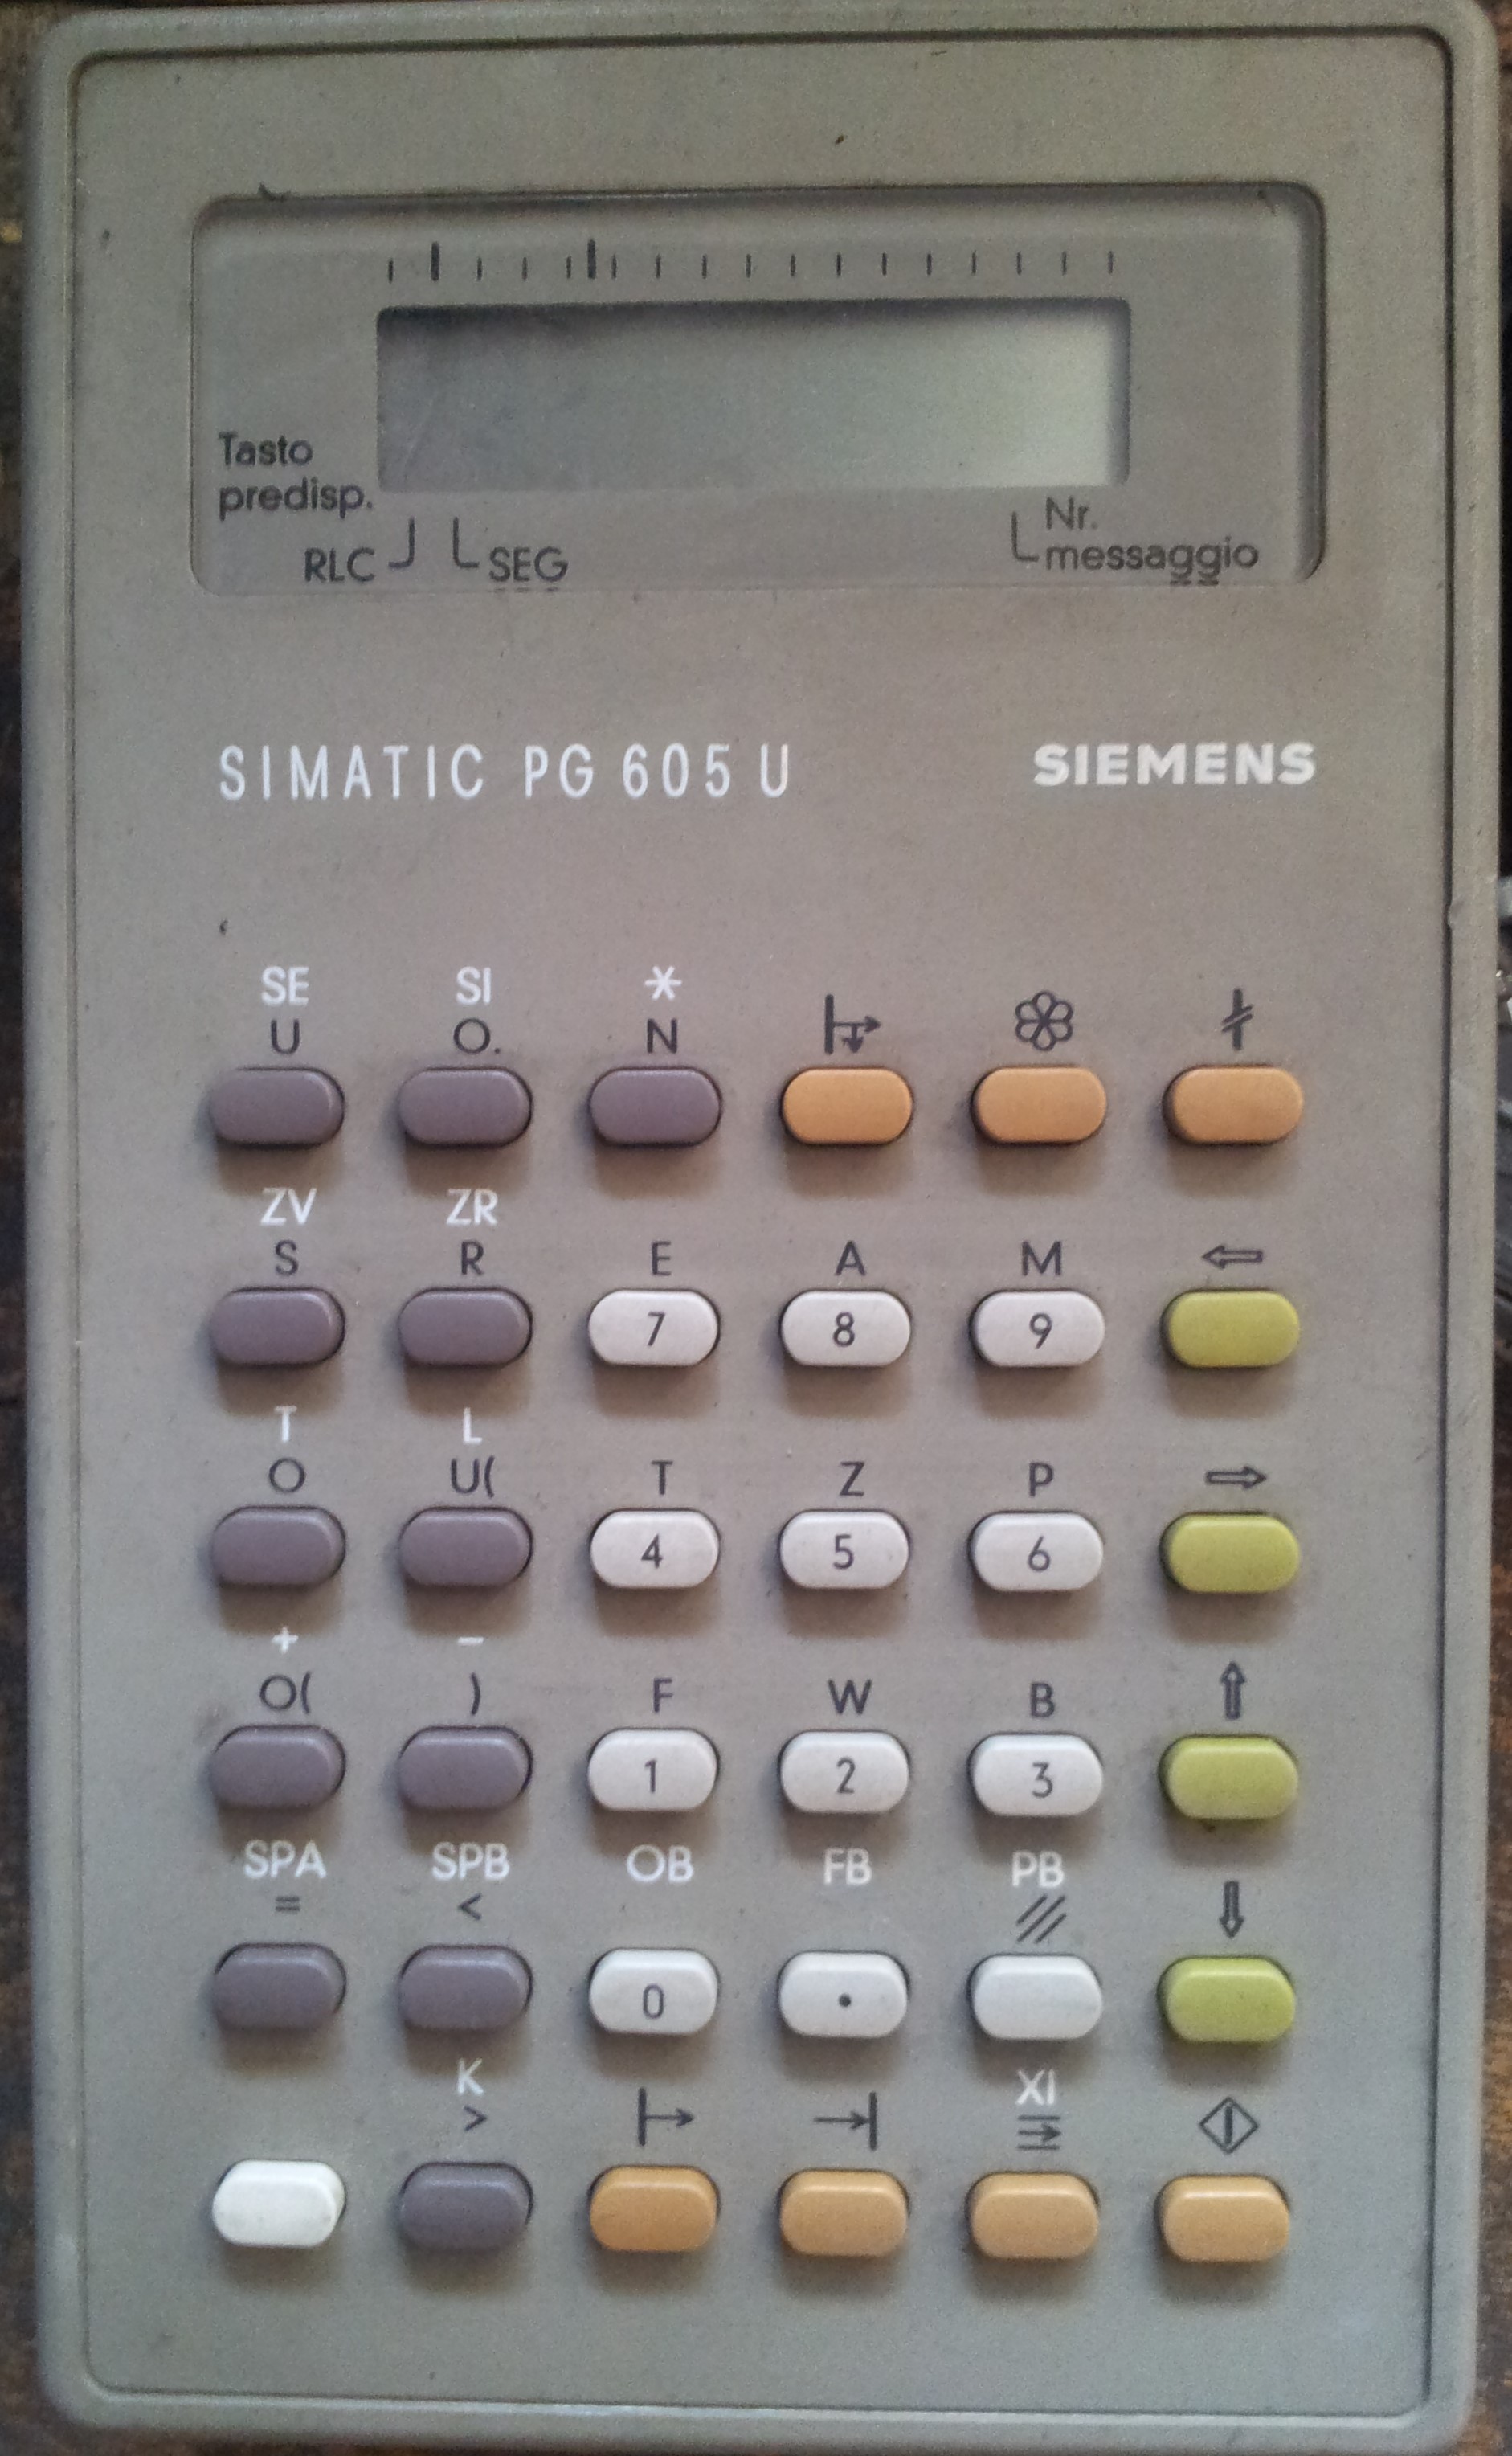 Tasto
predisp.
RLC SEG
Nr.
messaggio
SIMATIC PG 605 U SIEMENS
SE SI *
U O. N
ZV ZR
S R E A M
7 8 9
T L
O U( T Z P
4 5 6
+ −
O( ) F W B
1 2 3
SPA SPB OB FB PB
= <
0 •
K XI
>